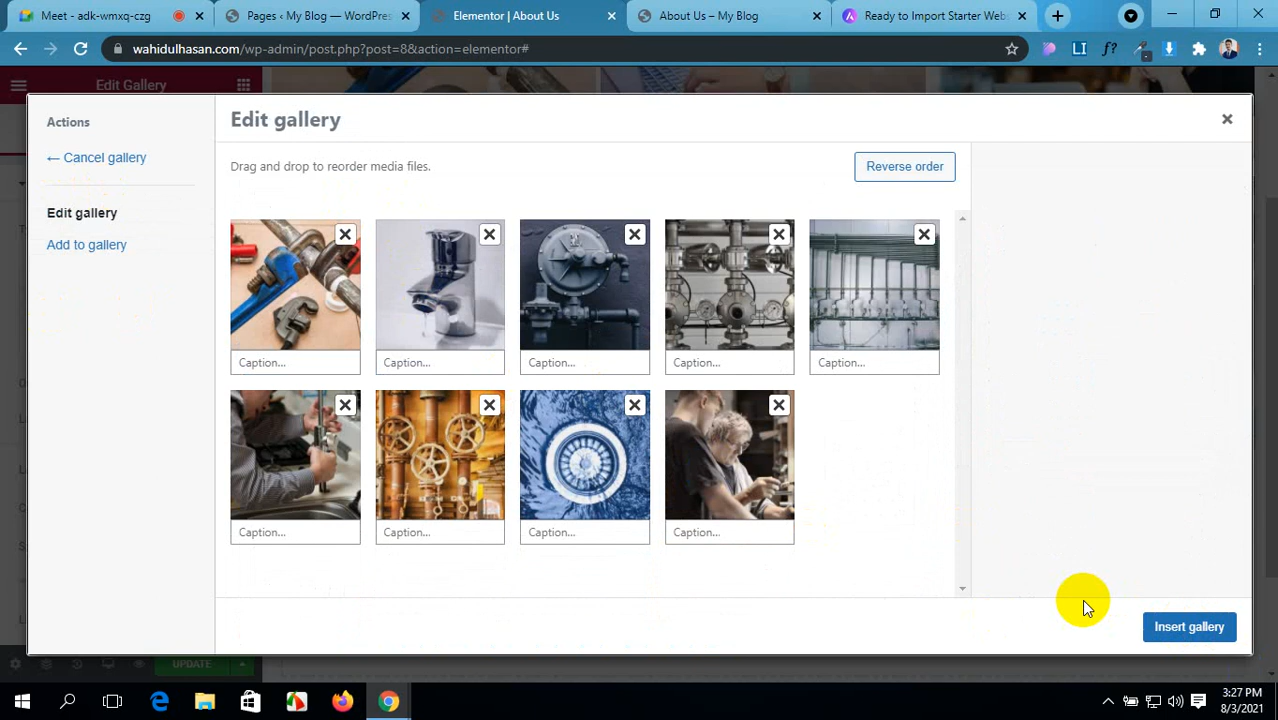 Meet - adk-wmxq-czg
Pages ‹ My Blog — WordPres
Elementor | About Us
About Us – My Blog
Ready to Import Starter Webs
wahidulhasan.com/wp-admin/post.php?post=8&action=elementor#
Edit Gallery
Actions
← Cancel gallery
Edit gallery
Add to gallery
Edit gallery
Drag and drop to reorder media files.
Reverse order
Caption...
Caption...
Caption...
Caption...
Caption...
Caption...
Caption...
Caption...
Caption...
Insert gallery
UPDATE
3:27 PM
8/3/2021